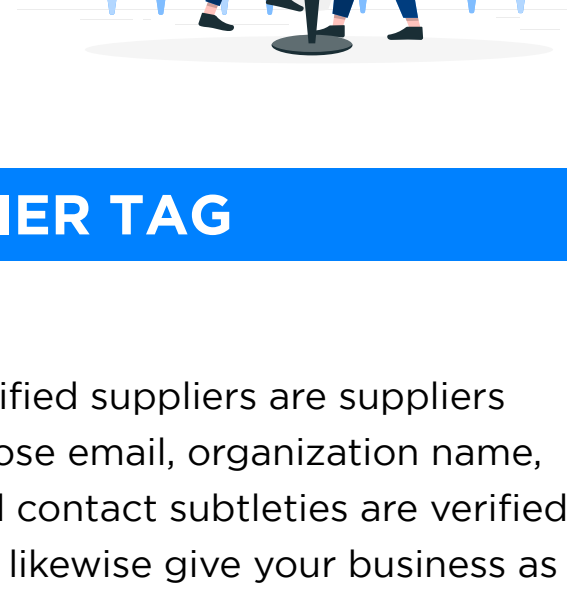 IER TAG
ified suppliers are suppliers
ose email, organization name,
contact subtleties are verified
likewise give your business as